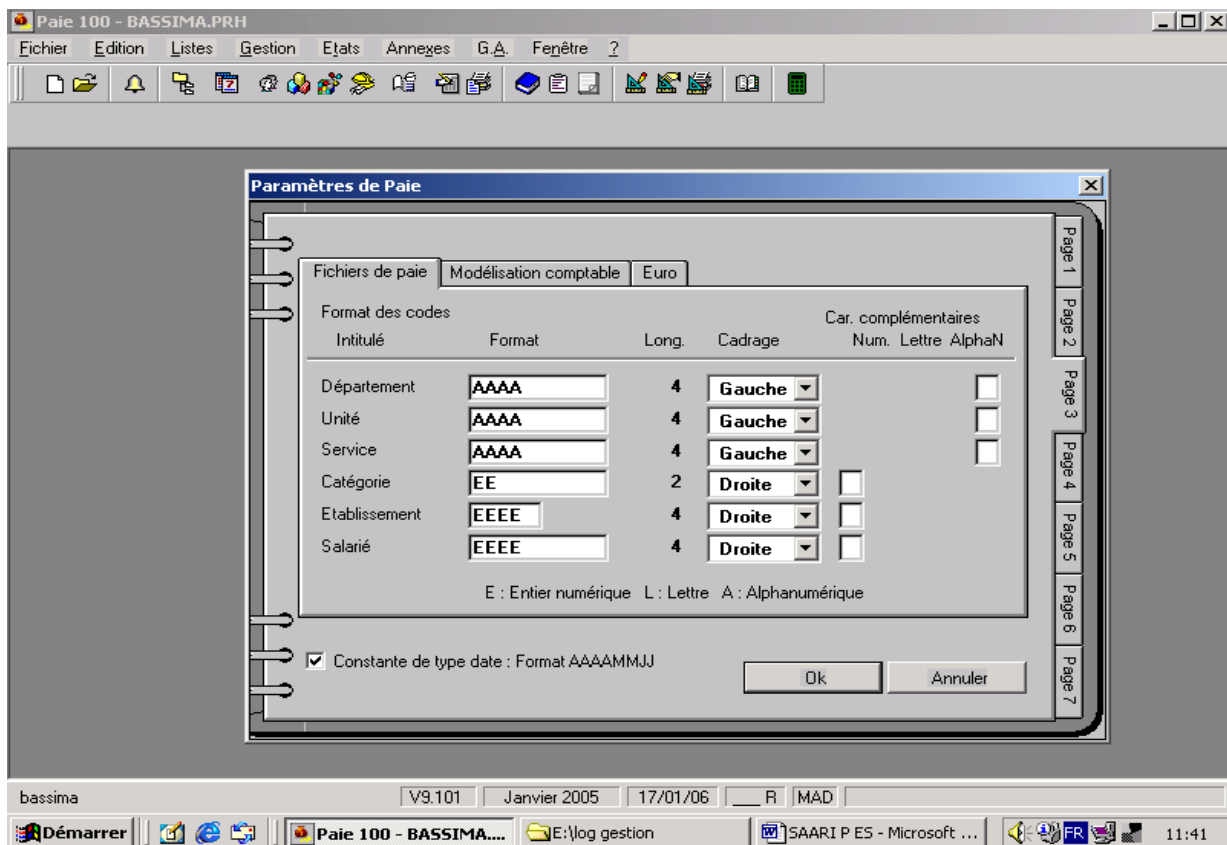 Paie 100 - BASSIMA.PRH
Fichier Edition Listes Gestion Etats Annexes G.A. Fenêtre ?
Paramètres de Paie
Fichiers de paie Modélisation comptable Euro
Format des codes Car. complémentaires
Intitulé Format Long. Cadrage Num. Lettre AlphaN
Département AAAA 4 Gauche
Unité AAAA 4 Gauche
Service AAAA 4 Gauche
Catégorie EE 2 Droite
Etablissement EEEE 4 Droite
Salarié EEEE 4 Droite
E : Entier numérique L : Lettre A : Alphanumérique
Constante de type date : Format AAAAMMJJ
Ok Annuler
Page 1
Page 2
Page 3
Page 4
Page 5
Page 6
Page 7
bassima V9.101 Janvier 2005 17/01/06 ___ R MAD
Démarrer Paie 100 - BASSIMA.... E:\log gestion SAARI P ES - Microsoft ... FR 11:41